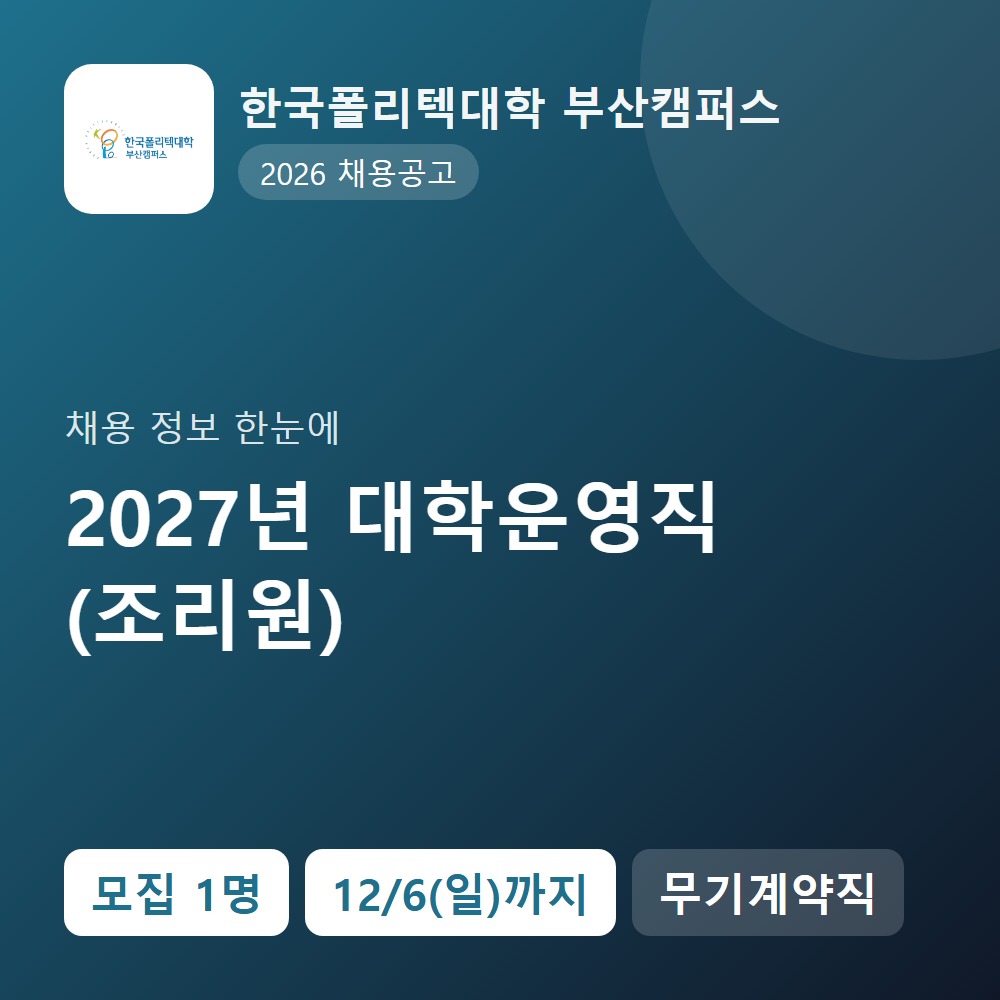 한국폴리텍대학 부산캠퍼스
한국폴리텍대학
부산캠퍼스
2026 채용공고
채용 정보 한눈에
2027년 대학운영직
(조리원)
모집 1명
12/6(일)까지
무기계약직